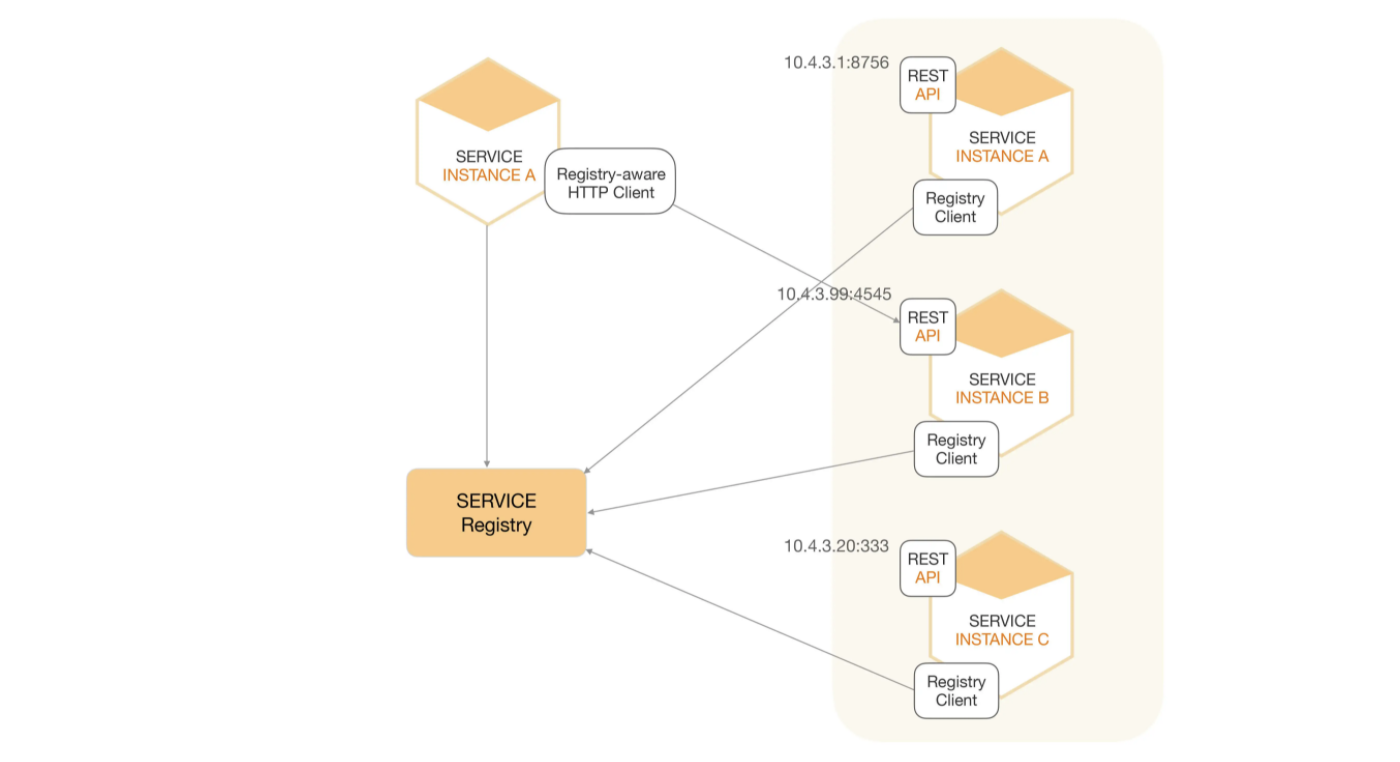 SERVICE
INSTANCE A
Registry-aware
HTTP Client
SERVICE
Registry
10.4.3.1:8756
REST
API
SERVICE
INSTANCE A
Registry
Client
10.4.3.99:4545
REST
API
SERVICE
INSTANCE B
Registry
Client
10.4.3.20:333
REST
API
SERVICE
INSTANCE C
Registry
Client